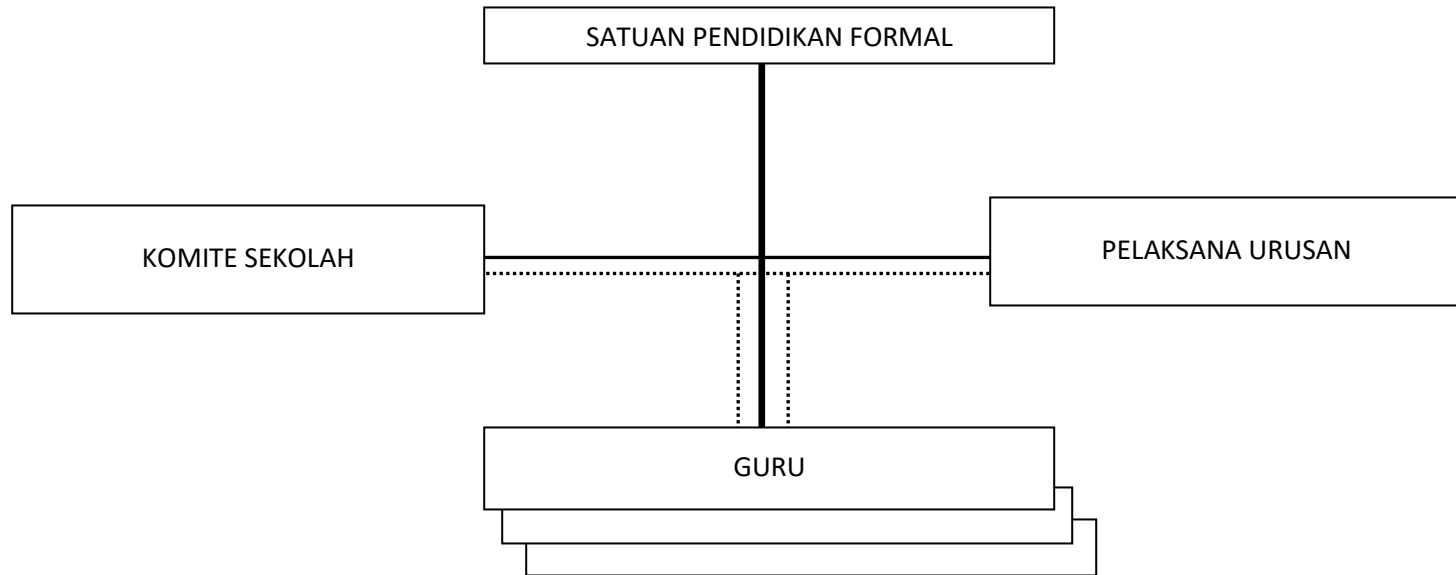 SATUAN PENDIDIKAN FORMAL
KOMITE SEKOLAH
PELAKSANA URUSAN
GURU